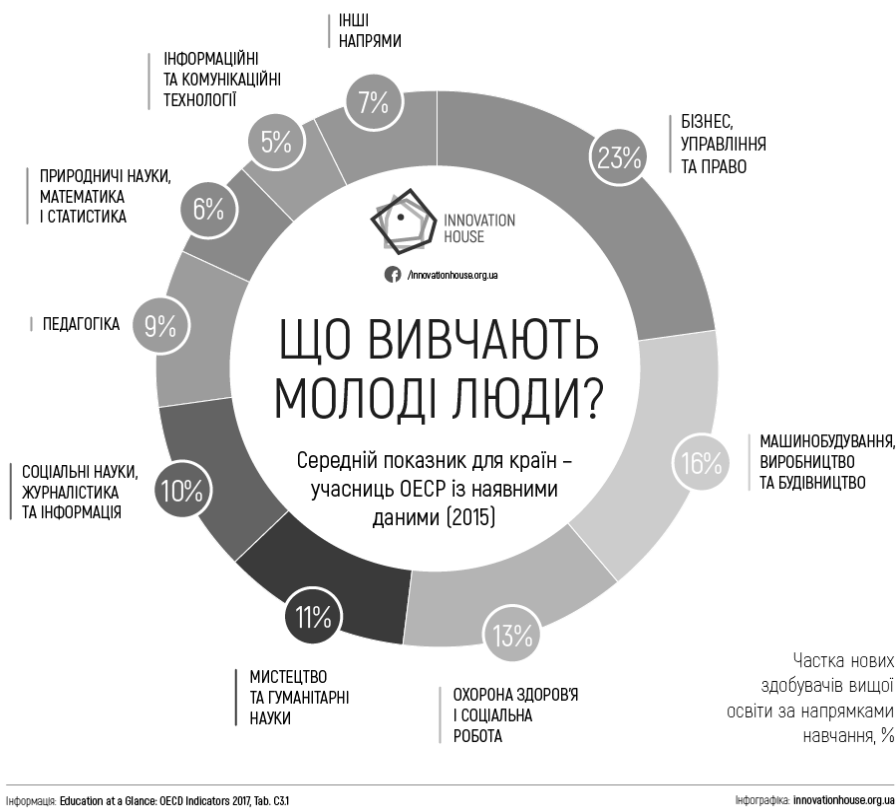 ІНШІ
НАПРЯМИ
7%
ІНФОРМАЦІЙНІ
ТА КОМУНІКАЦІЙНІ
ТЕХНОЛОГІЇ
5%
БІЗНЕС,
УПРАВЛІННЯ
ТА ПРАВО
23%
ПРИРОДНИЧІ НАУКИ,
МАТЕМАТИКА
І СТАТИСТИКА
6%
INNOVATION
HOUSE
f /innovationhouse.org.ua
ПЕДАГОГІКА
9%
ЩО ВИВЧАЮТЬ
МОЛОДІ ЛЮДИ?
Середній показник для країн –
учасниць ОЕСР із наявними
даними (2015)
МАШИНОБУДУВАННЯ,
ВИРОБНИЦТВО
ТА БУДІВНИЦТВО
16%
СОЦІАЛЬНІ НАУКИ,
ЖУРНАЛІСТИКА
ТА ІНФОРМАЦІЯ
10%
11%
13%
МИСТЕЦТВО
ТА ГУМАНІТАРНІ
НАУКИ
ОХОРОНА ЗДОРОВ'Я
І СОЦІАЛЬНА
РОБОТА
Частка нових
здобувачів вищої
освіти за напрямками
навчання, %
Інформація: Education at a Glance: OECD Indicators 2017, Tab. C3.1
Інфографіка: innovationhouse.org.ua